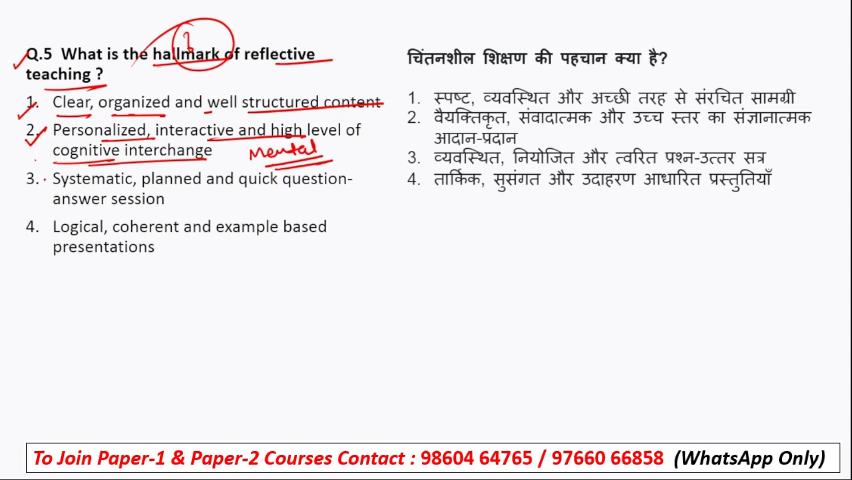 Q.5 What is the hallmark of reflective
teaching ?
1. Clear, organized and well structured content
2. Personalized, interactive and high level of
cognitive interchange
Mental
3. Systematic, planned and quick question-
answer session
4. Logical, coherent and example based
presentations
चिंतनशील शिक्षण की पहचान क्या है?
1. स्पष्ट, व्यवस्थित और अच्छी तरह से संरचित सामग्री
2. वैयक्तिकृत, संवादात्मक और उच्च स्तर का संज्ञानात्मक
आदान-प्रदान
3. व्यवस्थित, नियोजित और त्वरित प्रश्न-उत्तर सत्र
4. तार्किक, सुसंगत और उदाहरण आधारित प्रस्तुतियाँ
To Join Paper-1 & Paper-2 Courses Contact : 98604 64765 / 97660 66858 (WhatsApp Only)